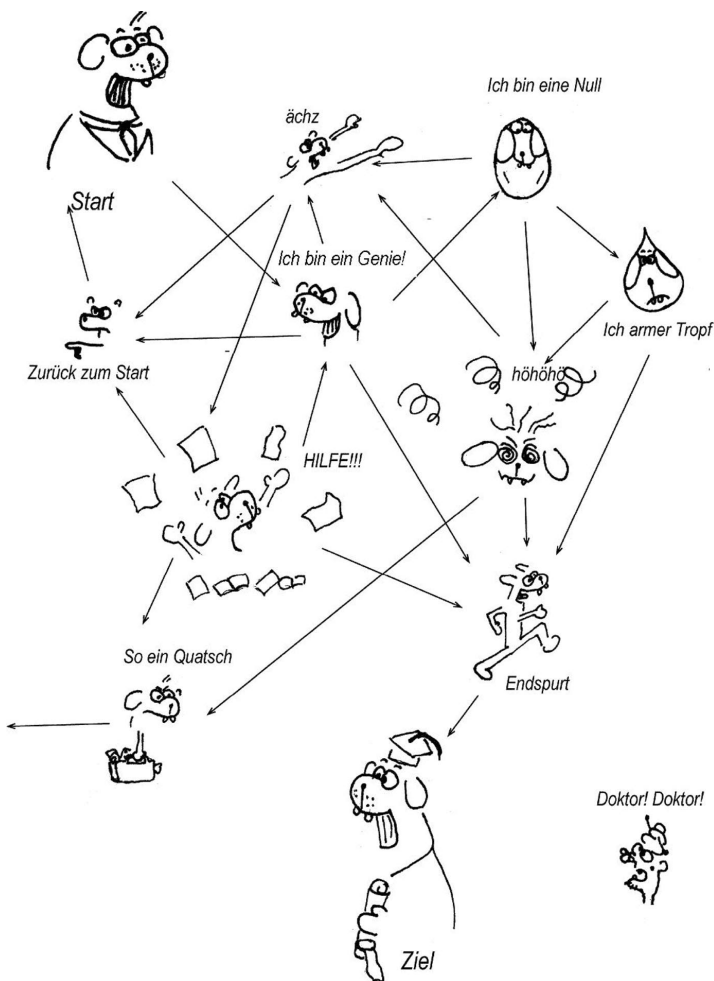 Ich bin eine Null
ächz
Start
Ich bin ein Genie!
Ich armer Tropf
Zurück zum Start
höhöhö
HILFE!!!
So ein Quatsch
Endspurt
Doktor! Doktor!
Ziel